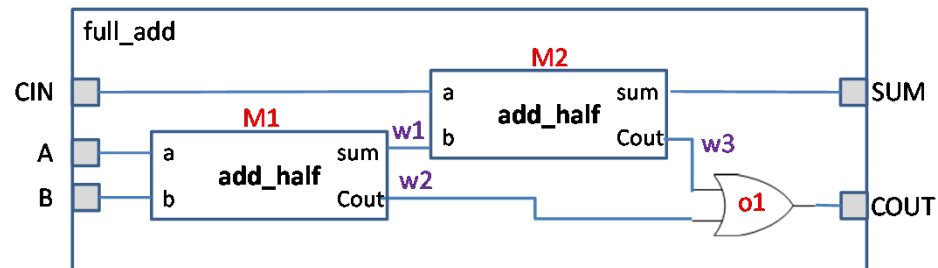 full_add
M2
CIN
a
sum
SUM
M1
add_half
w1
b
Cout
w3
A
a
sum
add_half
w2
B
b
Cout
o1
COUT